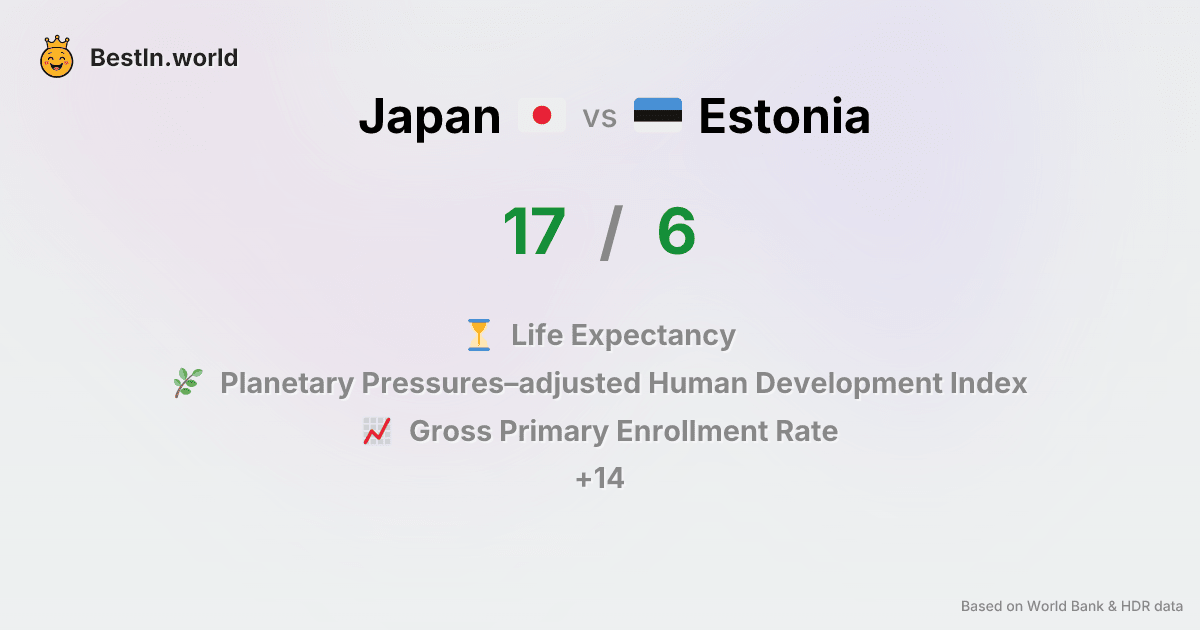 BestIn.world
Japan vs Estonia
17 / 6
Life Expectancy
Planetary Pressures–adjusted Human Development Index
Gross Primary Enrollment Rate
+14
Based on World Bank & HDR data